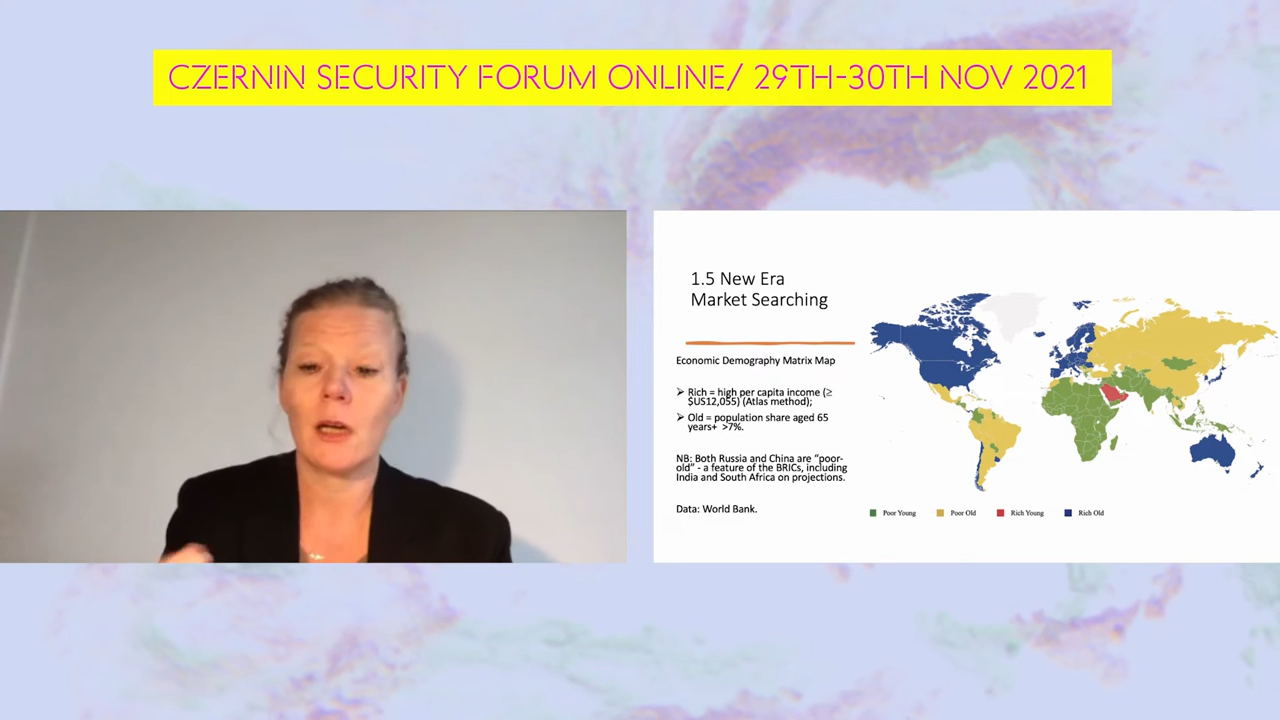 CZERNIN SECURITY FORUM ONLINE/ 29TH-30TH NOV 2021
1.5 New Era
Market Searching
Economic Demography Matrix Map
➢ Rich = high per capita income (≥
$US12,055) (Atlas method);
➢ Old = population share aged 65
years+ >7%.
NB: Both Russia and China are “poor-
old” - a feature of the BRICs, including
India and South Africa on projections.
Data: World Bank.
Poor Young Poor Old Rich Young Rich Old